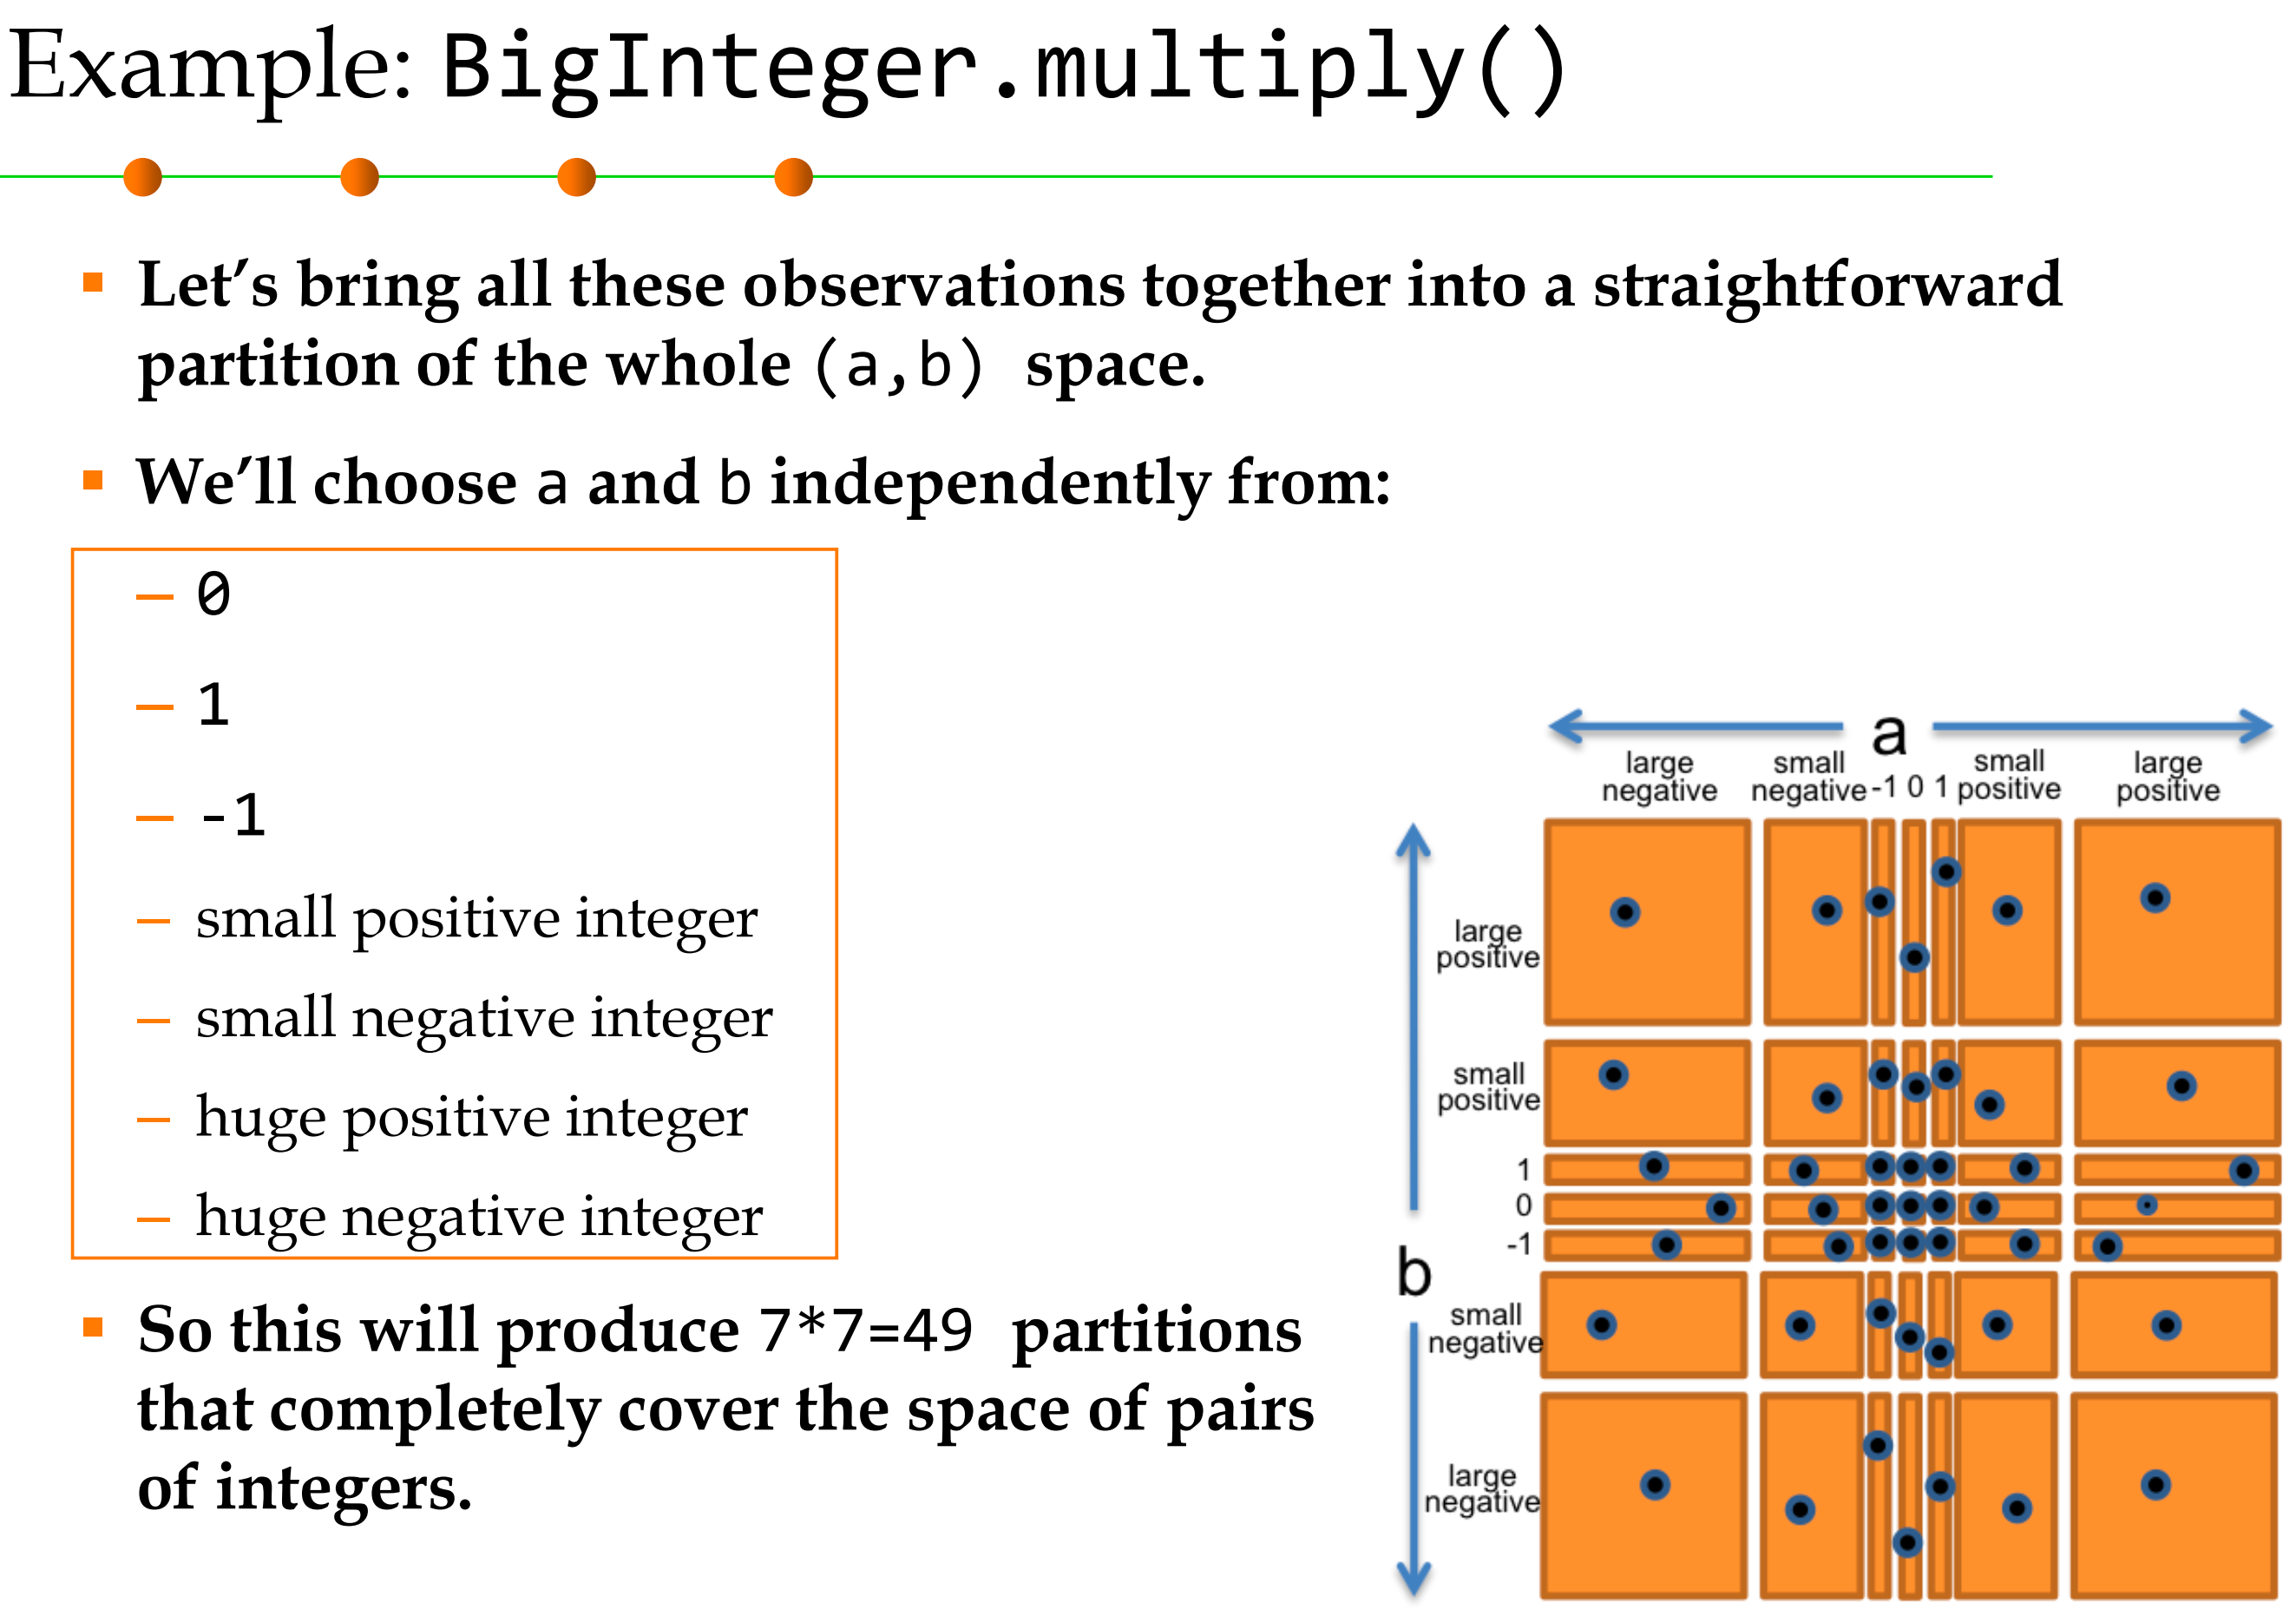 Example: BigInteger.multiply()
Let’s bring all these observations together into a straightforward
partition of the whole (a,b) space.
We’ll choose a and b independently from:
– 0
– 1
– -1
– small positive integer
– small negative integer
– huge positive integer
– huge negative integer
So this will produce 7*7=49 partitions
that completely cover the space of pairs
of integers.
a
large negative
small negative
-1 0 1
small positive
large positive
b
large
positive
small
positive
1
0
-1
small
negative
large
negative